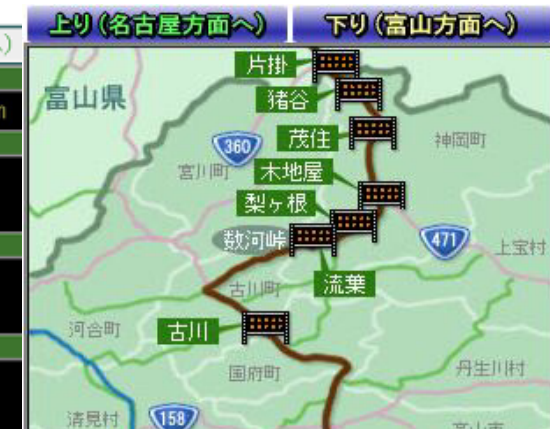 上り(名古屋方面へ)
下り(富山方面へ)
片掛
富山県
猪谷
茂住
神岡町
360
宮川町
木地屋
梨ヶ根
数河峠
471
上宝村
流葉
古川町
古川
河合町
国府町
丹生川村
清見村
158